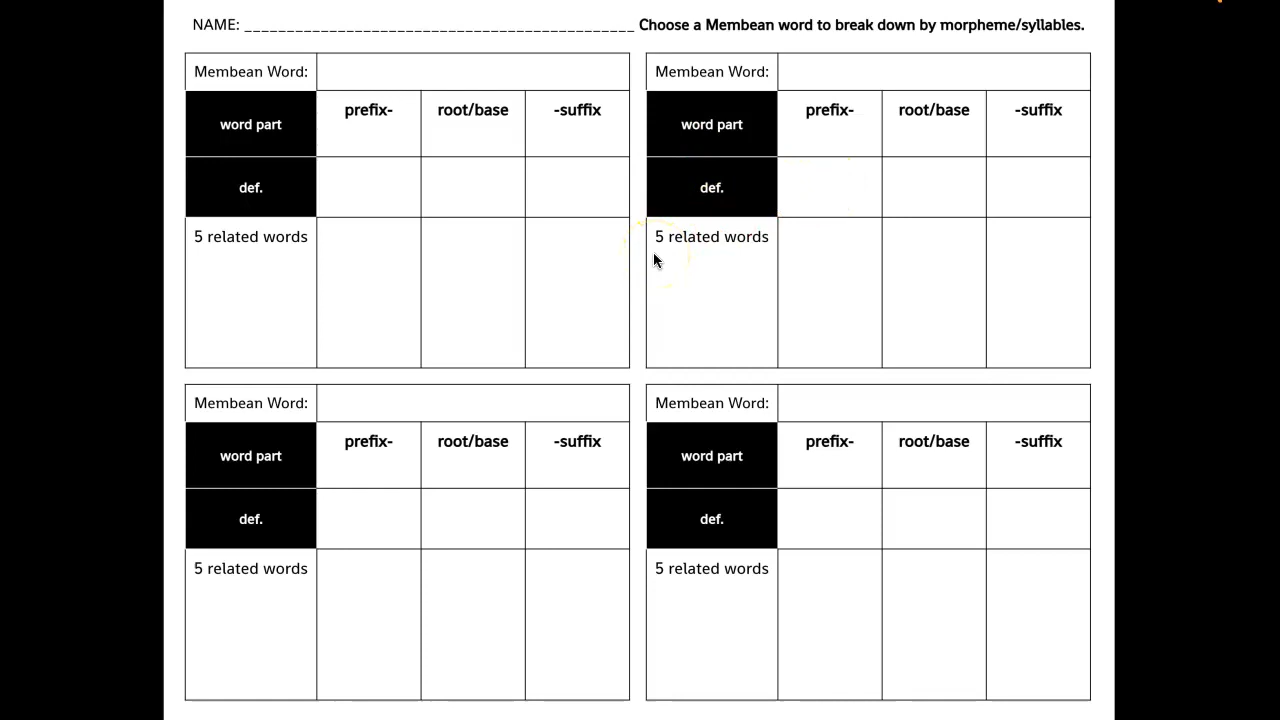 NAME: ____________________________________________ Choose a Membean word to break down by morpheme/syllables.
Membean Word:
word part prefix- root/base -suffix
def.
5 related words
Membean Word:
word part prefix- root/base -suffix
def.
5 related words
Membean Word:
word part prefix- root/base -suffix
def.
5 related words
Membean Word:
word part prefix- root/base -suffix
def.
5 related words